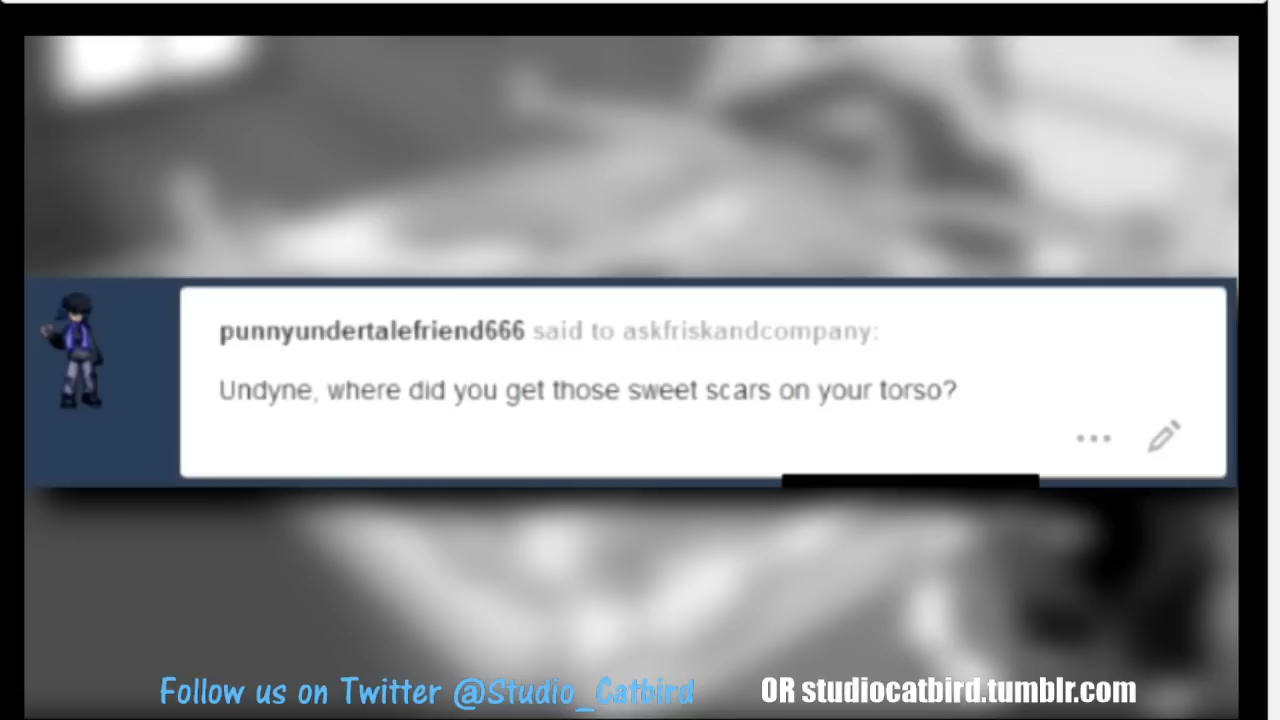 punnyundertalefriend666 said to askfriskandcompany:
Undyne, where did you get those sweet scars on your torso?
Follow us on Twitter @Studio_Catbird OR studiocatbird.tumblr.com